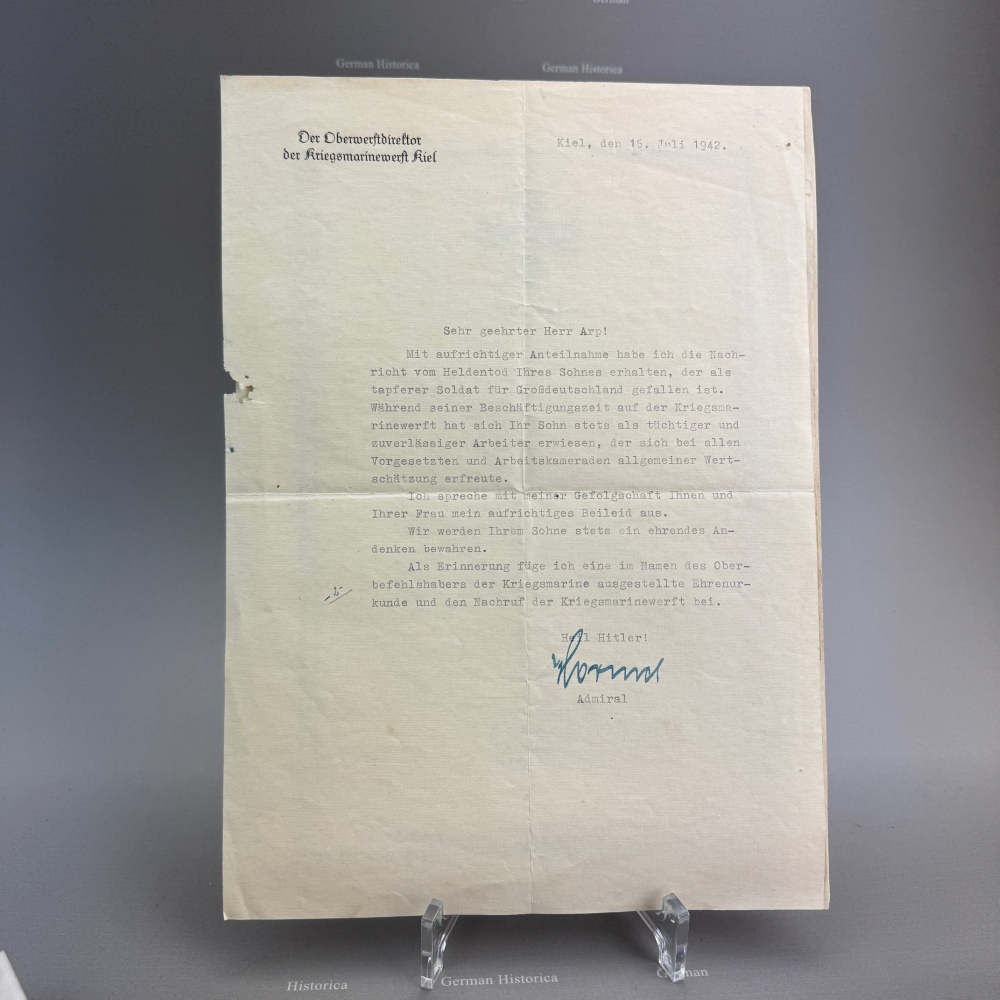 German Historica
German Historica
German
Der Oberwerftdirektor
der Kriegsmarinewerft Kiel
Kiel, den 16. Juli 1942.
Sehr geehrter Herr Arp!
Mit aufrichtiger Anteilnahme habe ich die Nach-
richt vom Heldentod Ihres Sohnes erhalten, der als
tapferer Soldat für Großdeutschland gefallen ist.
Während seiner Beschäftigungszeit auf der Kriegsma-
rinewerft hat sich Ihr Sohn stets als tüchtiger und
zuverlässiger Arbeiter erwiesen, der sich bei allen
Vorgesetzten und Arbeitskameraden allgemeiner Wert-
schätzung erfreute.
Ich spreche mit meiner Gefolgschaft Ihnen und
Ihrer Frau mein aufrichtiges Beileid aus.
Wir werden Ihrem Sohne stets ein ehrendes An-
denken bewahren.
Als Erinnerung füge ich eine im Namen des Ober-
befehlshabers der Kriegsmarine ausgestellte Ehrenur-
kunde und den Nachruf der Kriegsmarinewerft bei.
Heil Hitler!
Admiral
Historica
German Historica
German